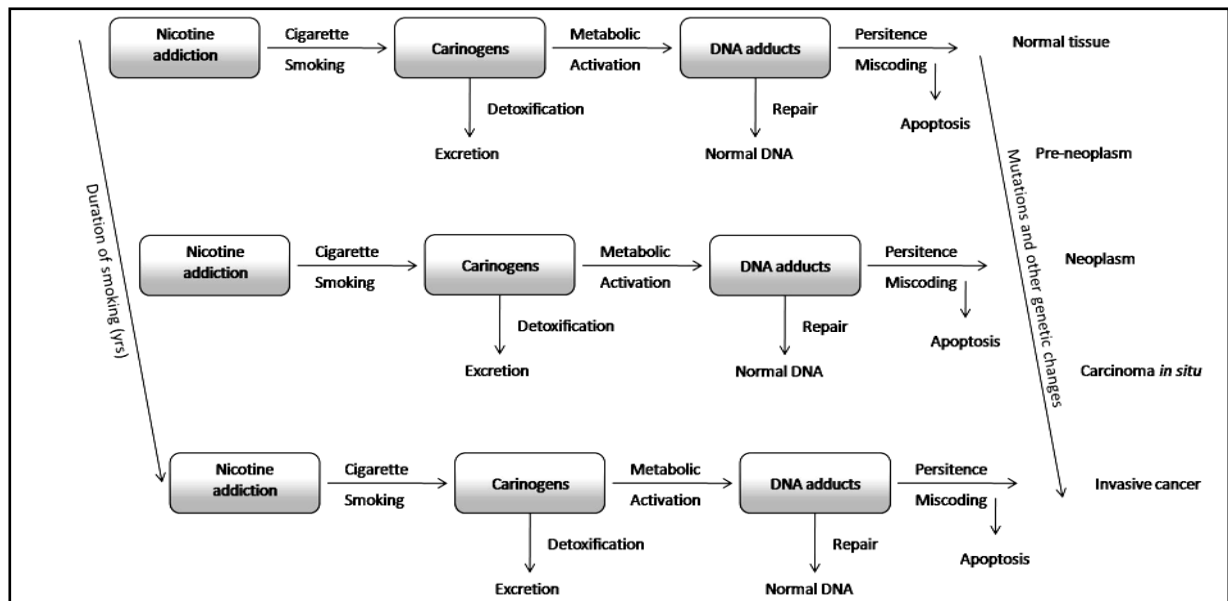 Nicotine
addiction
Cigarette
Smoking
Carinogens
Metabolic
Activation
DNA adducts
Persitence
Miscoding
Normal tissue
Detoxification
Repair
Apoptosis
Excretion
Normal DNA
Pre-neoplasm
Duration of smoking (yrs)
Mutations and other genetic changes
Nicotine
addiction
Cigarette
Smoking
Carinogens
Metabolic
Activation
DNA adducts
Persitence
Miscoding
Neoplasm
Detoxification
Repair
Apoptosis
Excretion
Normal DNA
Carcinoma in situ
Nicotine
addiction
Cigarette
Smoking
Carinogens
Metabolic
Activation
DNA adducts
Persitence
Miscoding
Invasive cancer
Detoxification
Repair
Apoptosis
Excretion
Normal DNA